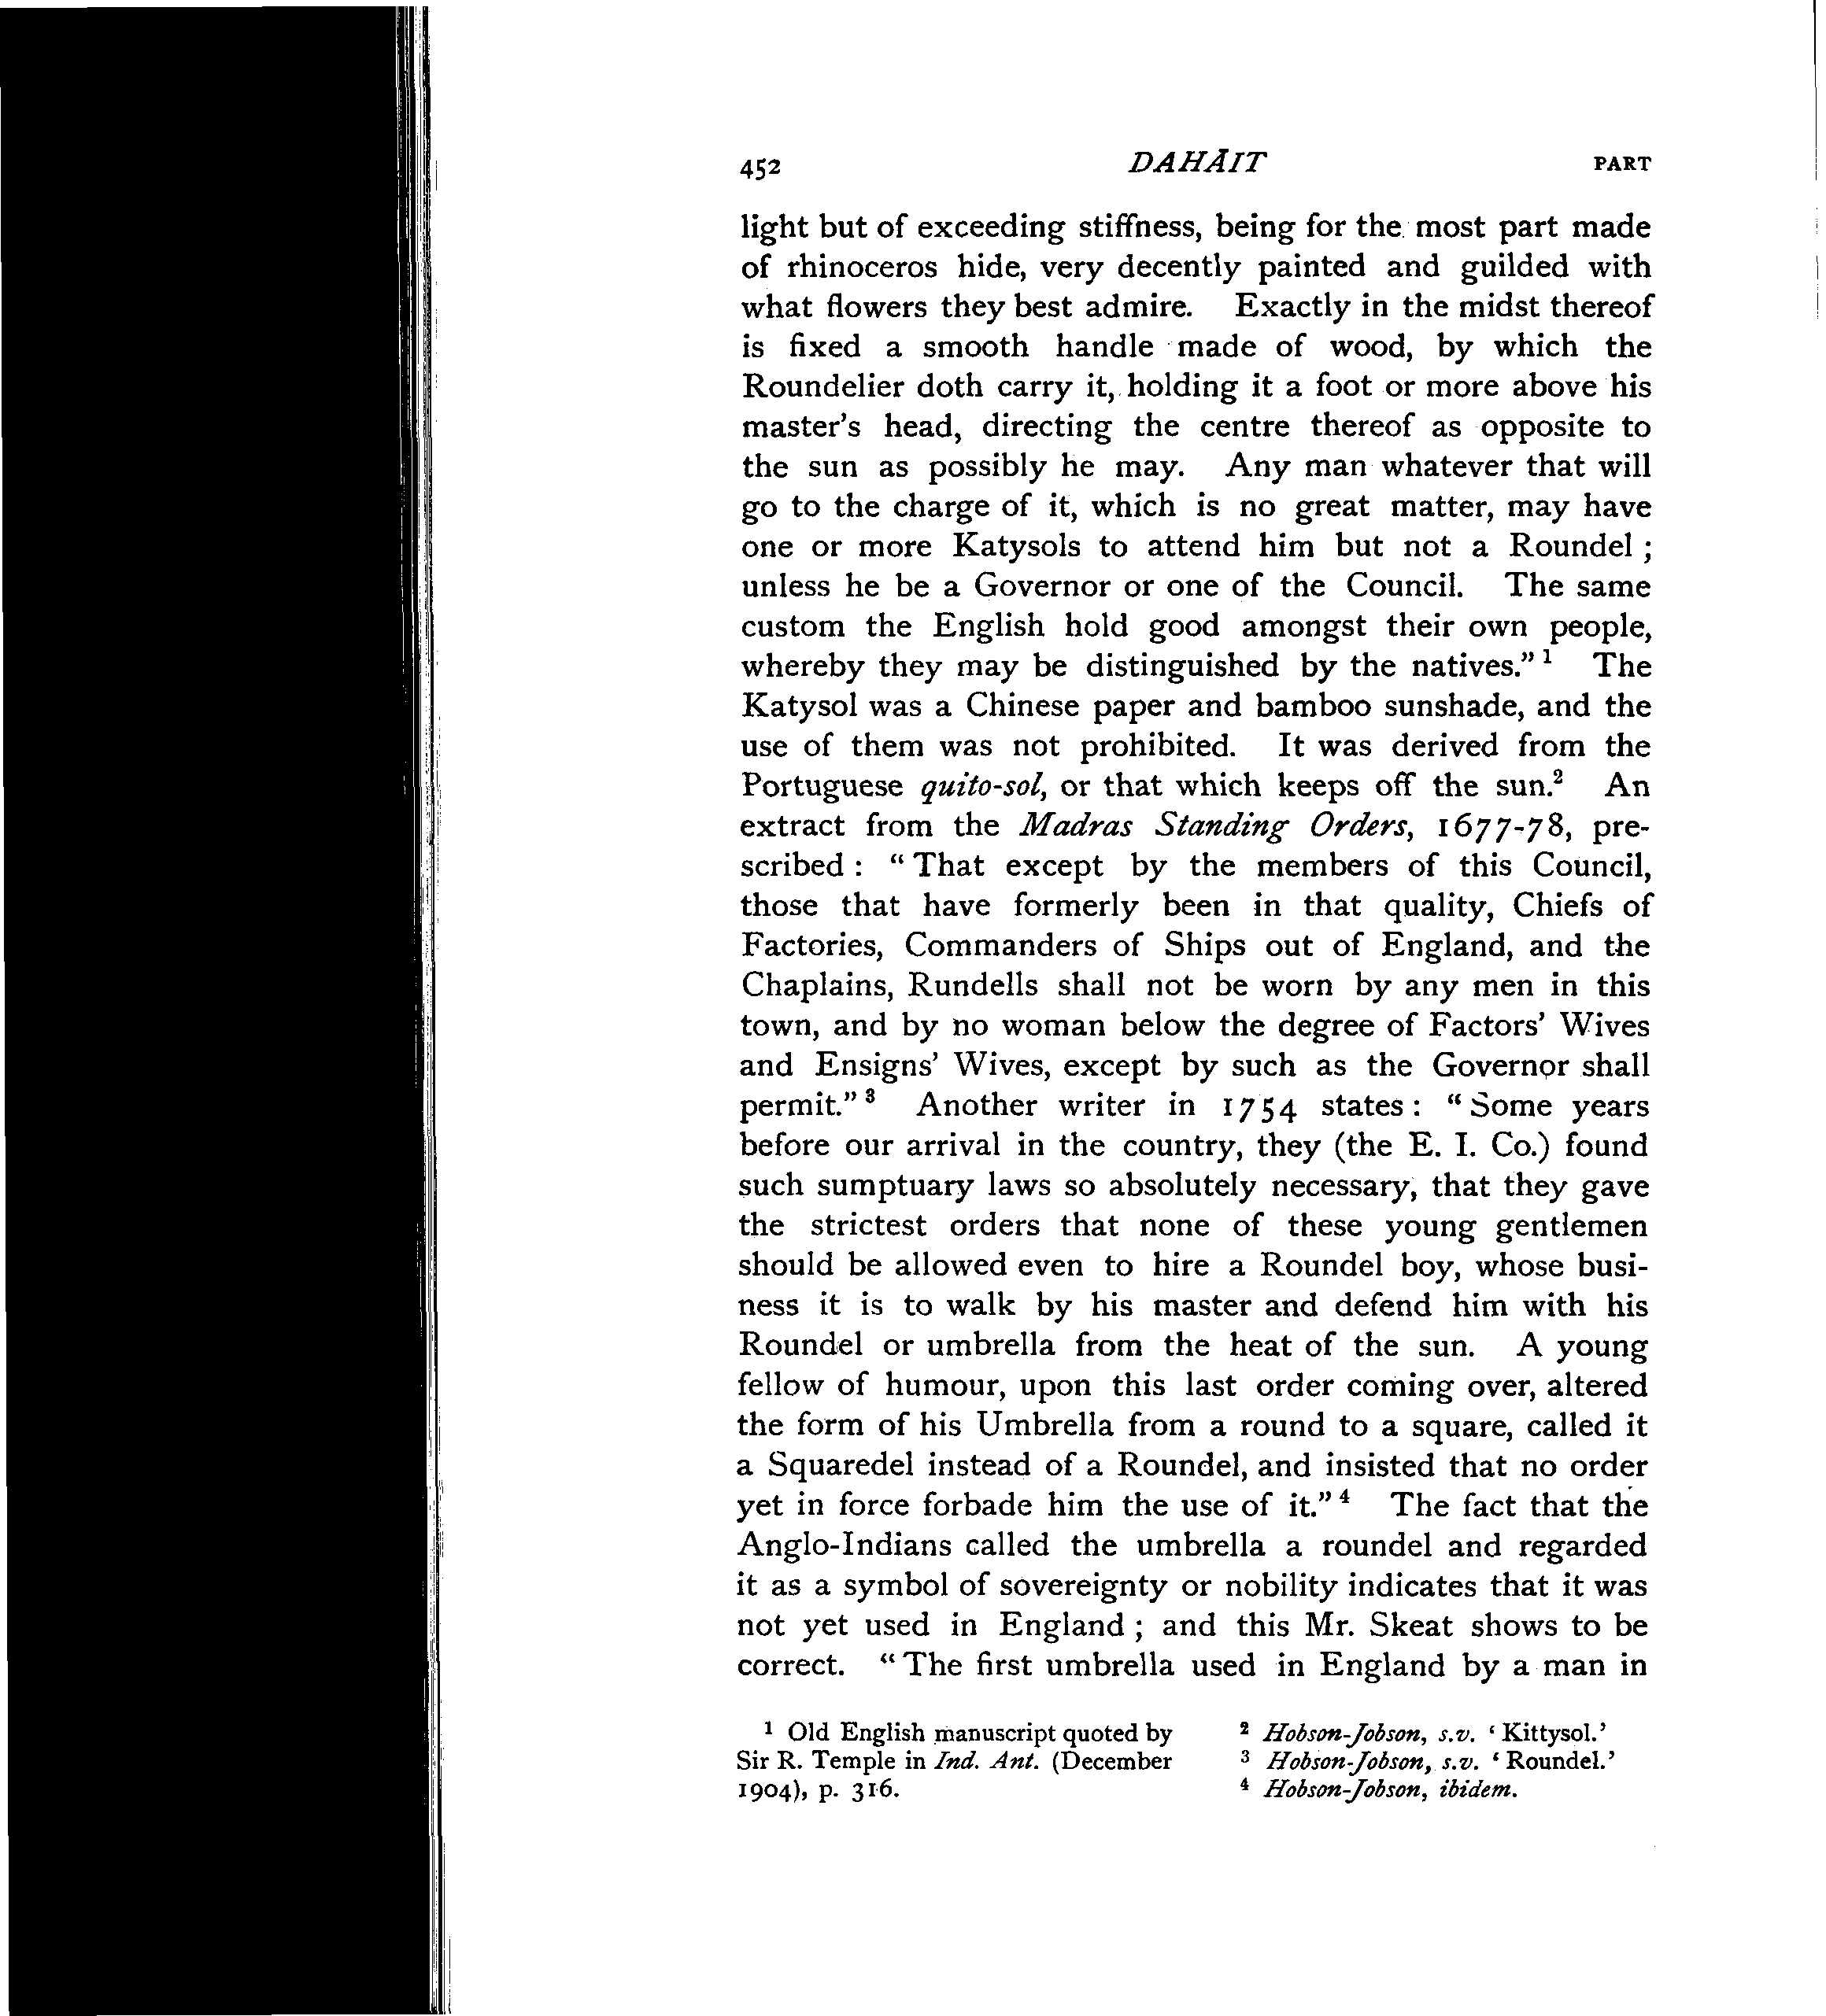 452 DAHĀIT PART
light but of exceeding stiffness, being for the most part made
of rhinoceros hide, very decently painted and guilded with
what flowers they best admire. Exactly in the midst thereof
is fixed a smooth handle made of wood, by which the
Roundelier doth carry it, holding it a foot or more above his
master's head, directing the centre thereof as opposite to
the sun as possibly he may. Any man whatever that will
go to the charge of it, which is no great matter, may have
one or more Katysols to attend him but not a Roundel ;
unless he be a Governor or one of the Council. The same
custom the English hold good amongst their own people,
whereby they may be distinguished by the natives." 1 The
Katysol was a Chinese paper and bamboo sunshade, and the
use of them was not prohibited. It was derived from the
Portuguese quito-sol, or that which keeps off the sun.2 An
extract from the Madras Standing Orders, 1677-78, pre-
scribed : " That except by the members of this Council,
those that have formerly been in that quality, Chiefs of
Factories, Commanders of Ships out of England, and the
Chaplains, Rundells shall not be worn by any men in this
town, and by no woman below the degree of Factors' Wives
and Ensigns' Wives, except by such as the Governor shall
permit." 3 Another writer in 1754 states : " Some years
before our arrival in the country, they (the E. I. Co.) found
such sumptuary laws so absolutely necessary, that they gave
the strictest orders that none of these young gentlemen
should be allowed even to hire a Roundel boy, whose busi-
ness it is to walk by his master and defend him with his
Roundel or umbrella from the heat of the sun. A young
fellow of humour, upon this last order coming over, altered
the form of his Umbrella from a round to a square, called it
a Squaredel instead of a Roundel, and insisted that no order
yet in force forbade him the use of it." 4 The fact that the
Anglo-Indians called the umbrella a roundel and regarded
it as a symbol of sovereignty or nobility indicates that it was
not yet used in England ; and this Mr. Skeat shows to be
correct. " The first umbrella used in England by a man in
1 Old English manuscript quoted by
Sir R. Temple in Ind. Ant. (December
1904), p. 316.
2 Hobson-Jobson, s.v. ' Kittysol.'
3 Hobson-Jobson, s.v. ' Roundel.'
4 Hobson-Jobson, ibidem.